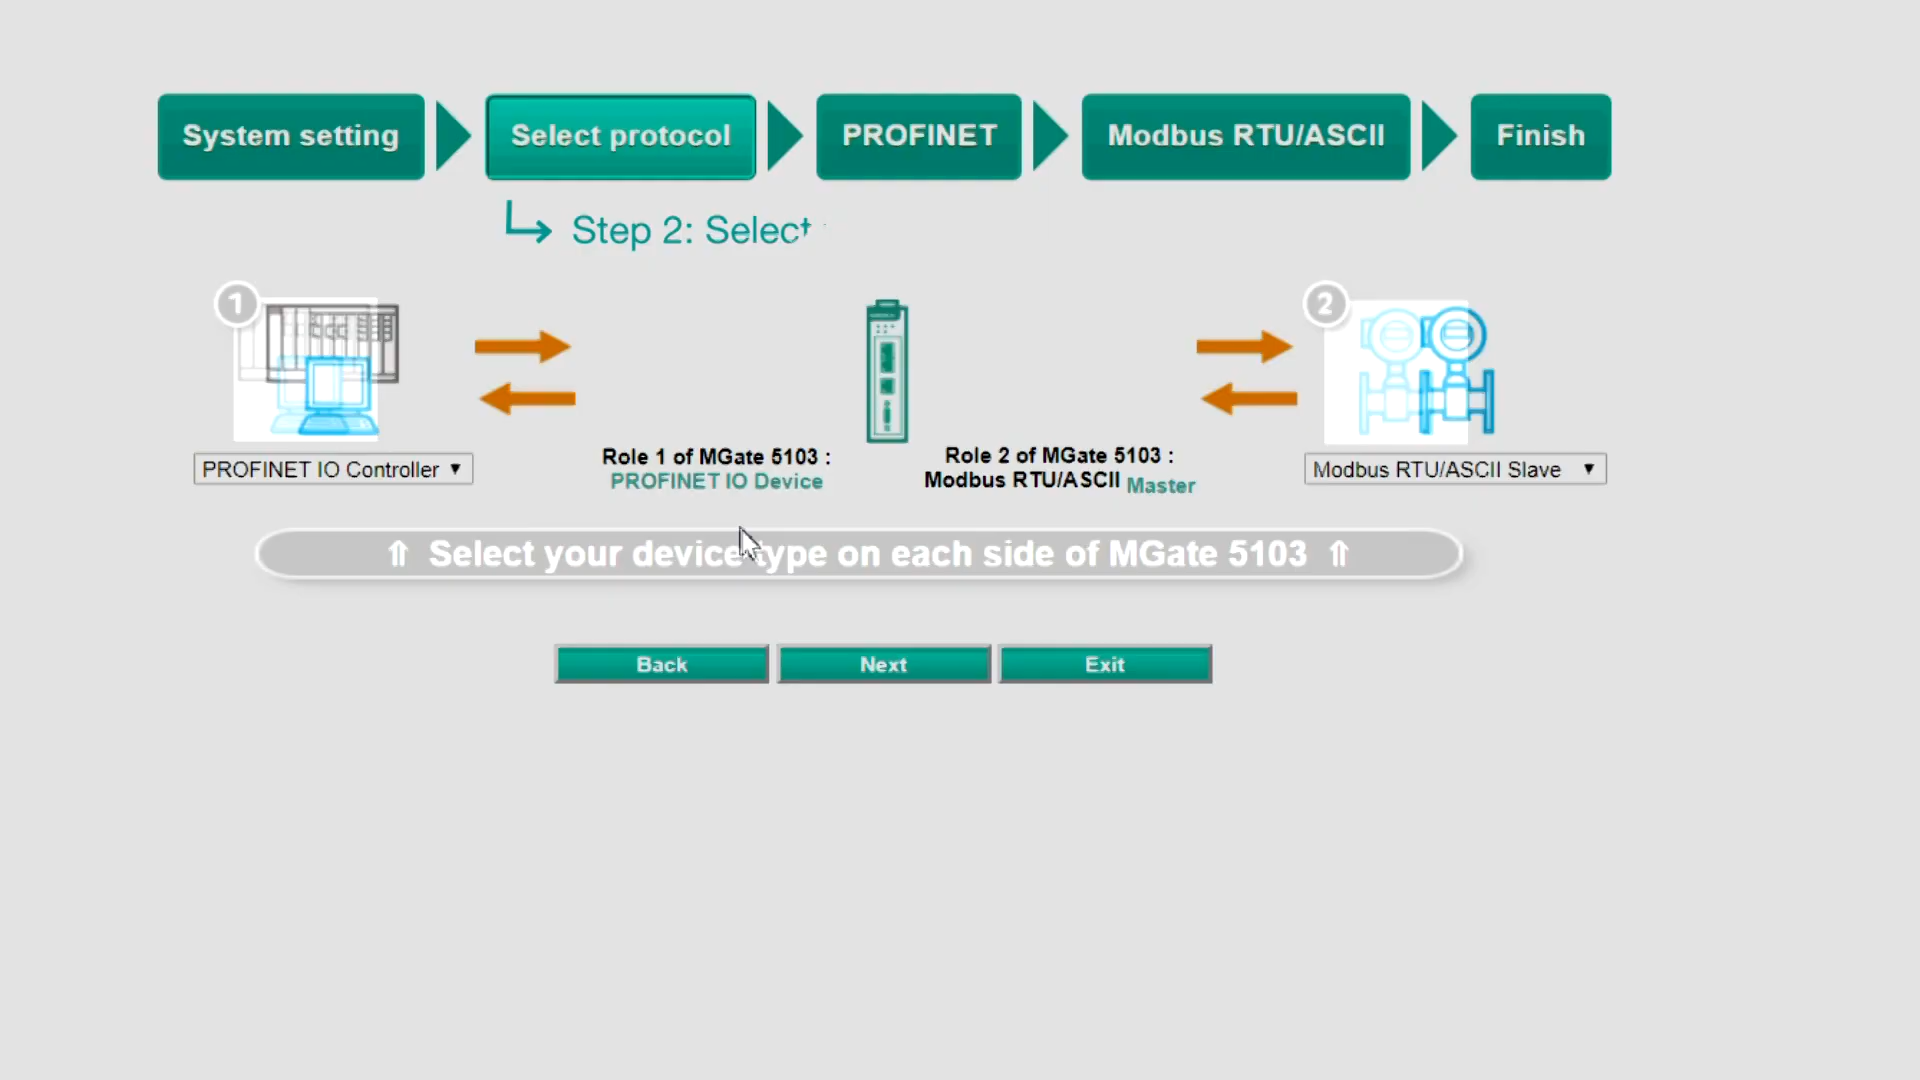 System setting
Select protocol
PROFINET
Modbus RTU/ASCII
Finish
Step 2: Select
1
2
PROFINET IO Controller
Role 1 of MGate 5103 :
PROFINET IO Device
Role 2 of MGate 5103 :
Modbus RTU/ASCII Master
Modbus RTU/ASCII Slave
⇑ Select your device type on each side of MGate 5103 ⇑
Back
Next
Exit